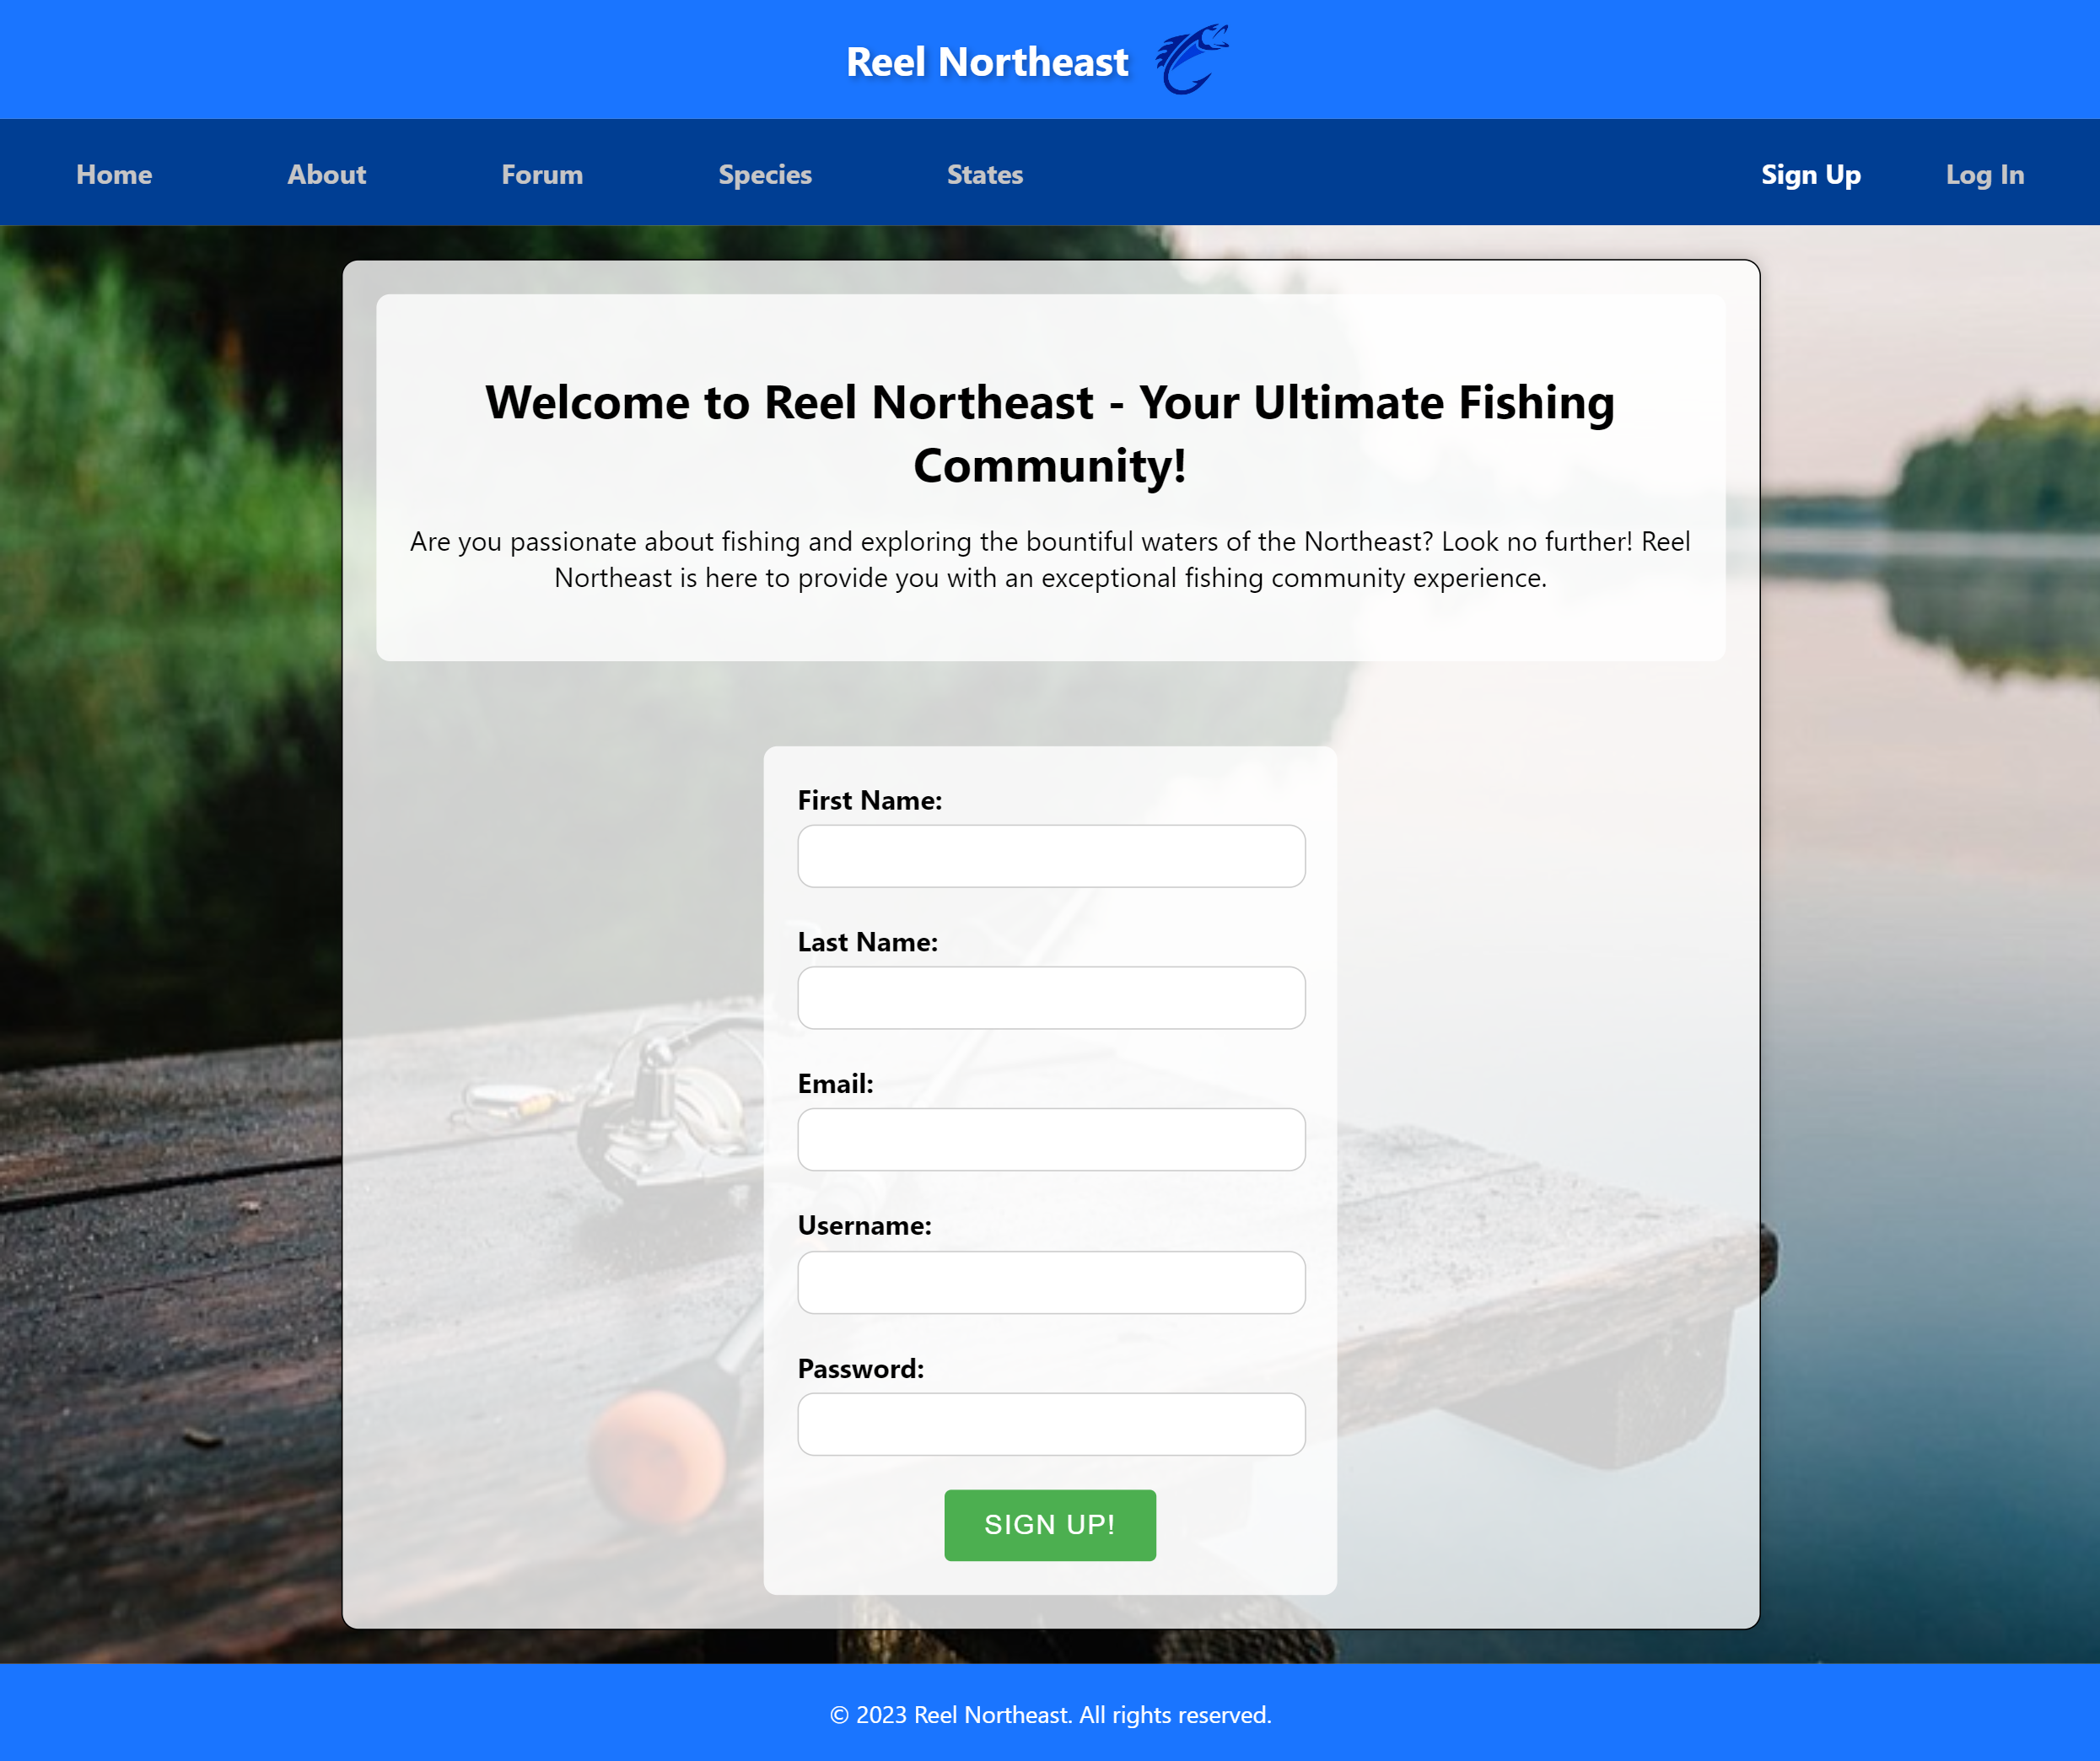 Reel Northeast
Home About Forum Species States Sign Up Log In
Welcome to Reel Northeast - Your Ultimate Fishing
Community!
Are you passionate about fishing and exploring the bountiful waters of the Northeast? Look no further! Reel
Northeast is here to provide you with an exceptional fishing community experience.
First Name:
Last Name:
Email:
Username:
Password:
SIGN UP!
© 2023 Reel Northeast. All rights reserved.